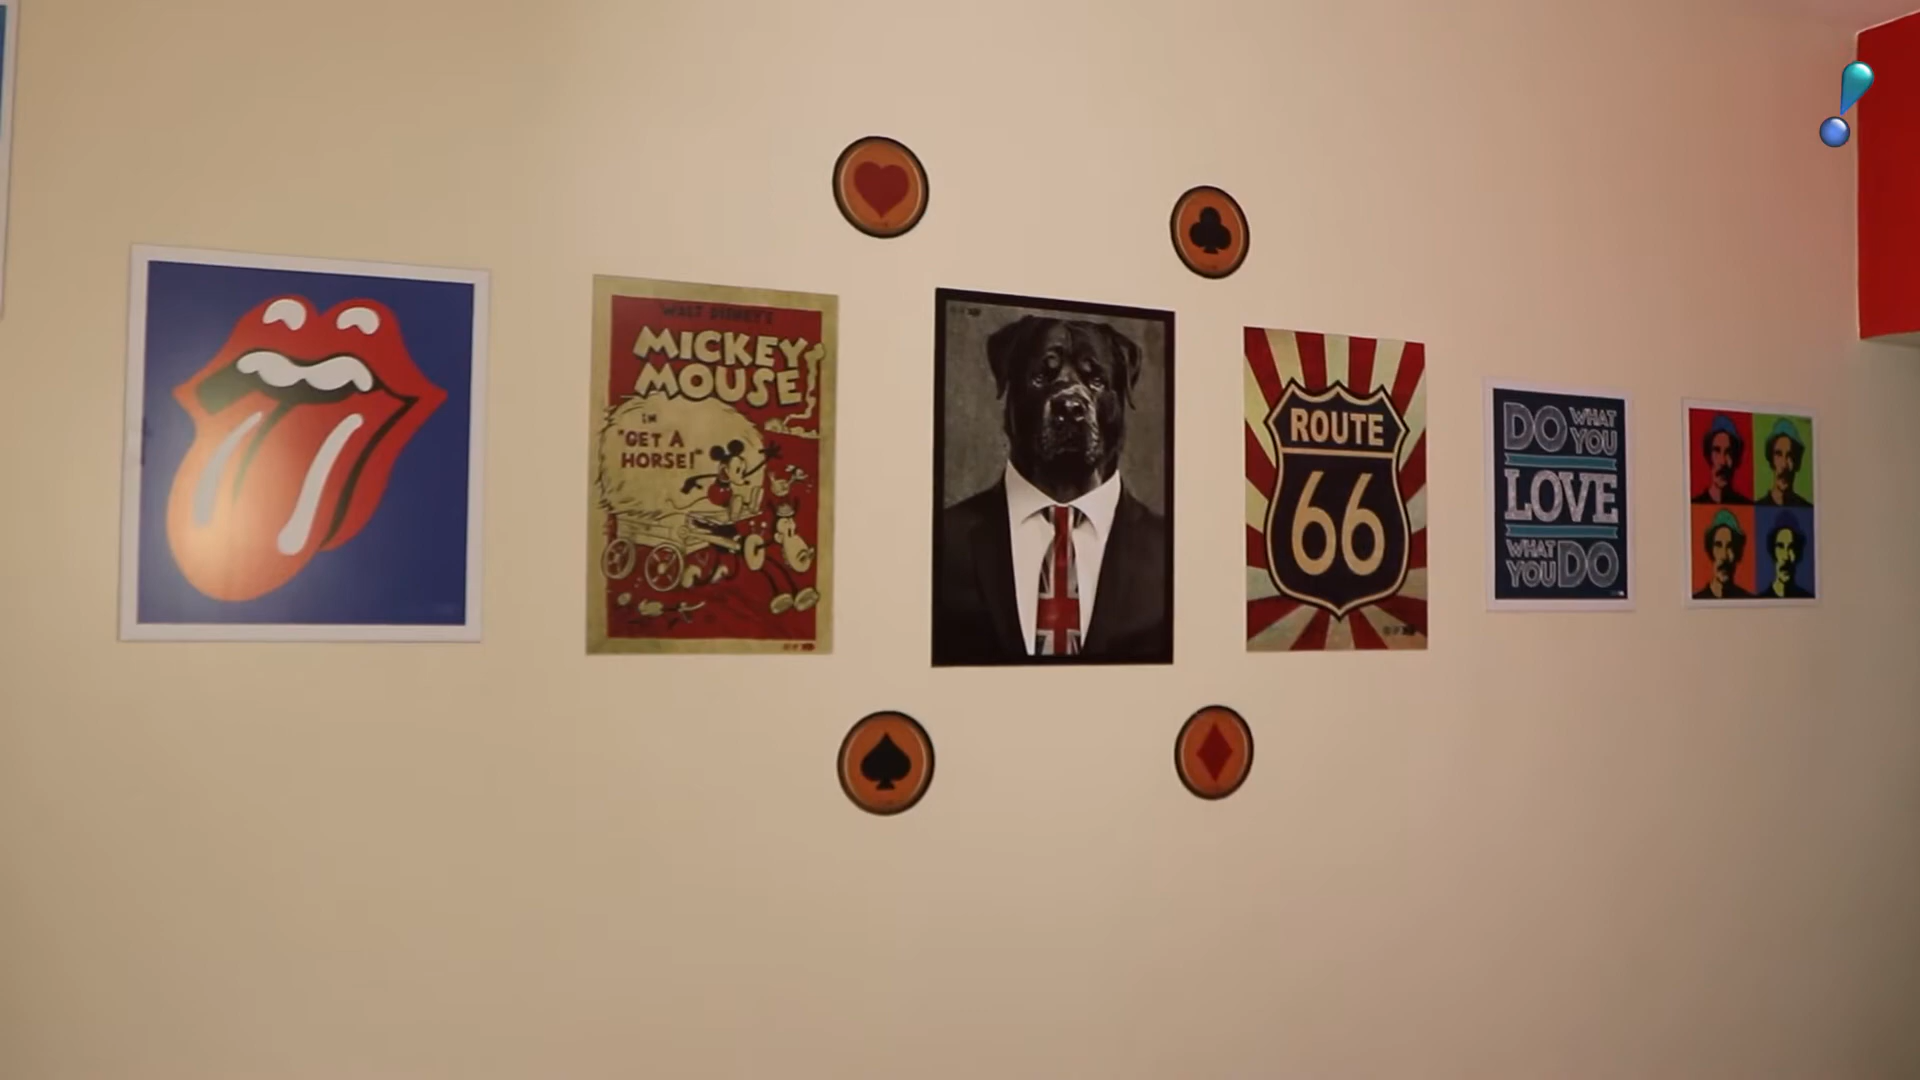 WALT DISNEY'S
MICKEY
MOUSE
IN
"GET A
HORSE!"
ROUTE
66
DO WHAT
YOU
LOVE
WHAT
YOU DO